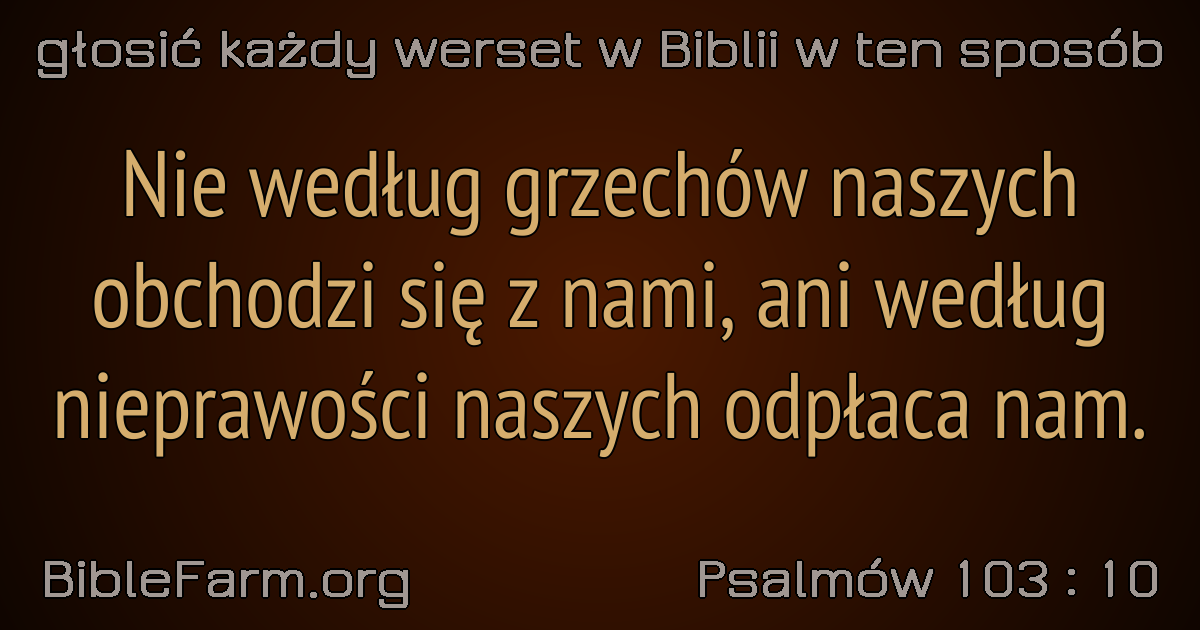 głosić każdy werset w Biblii w ten sposób
Nie według grzechów naszych
obchodzi się z nami, ani według
nieprawości naszych odpłaca nam.
BibleFarm.org
Psalmów 103 : 10